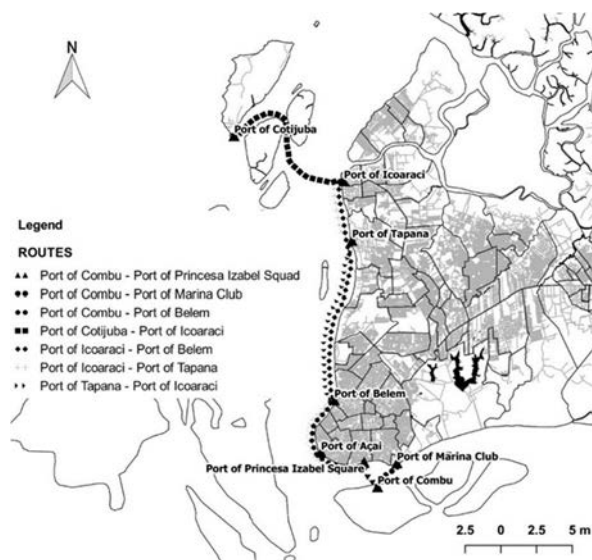 N
Port of Cotijuba
Port of Icoaraci
Port of Tapana
Legend
ROUTES
Port of Combu - Port of Princesa Izabel Squad
Port of Combu - Port of Marina Club
Port of Combu - Port of Belem
Port of Cotijuba - Port of Icoaraci
Port of Icoaraci - Port of Belem
Port of Icoaraci - Port of Tapana
Port of Tapana - Port of Icoaraci
Port of Belem
Port of Açai
Port of Marina Club
Port of Princesa Izabel Square
Port of Combu
2.5 0 2.5 5 m